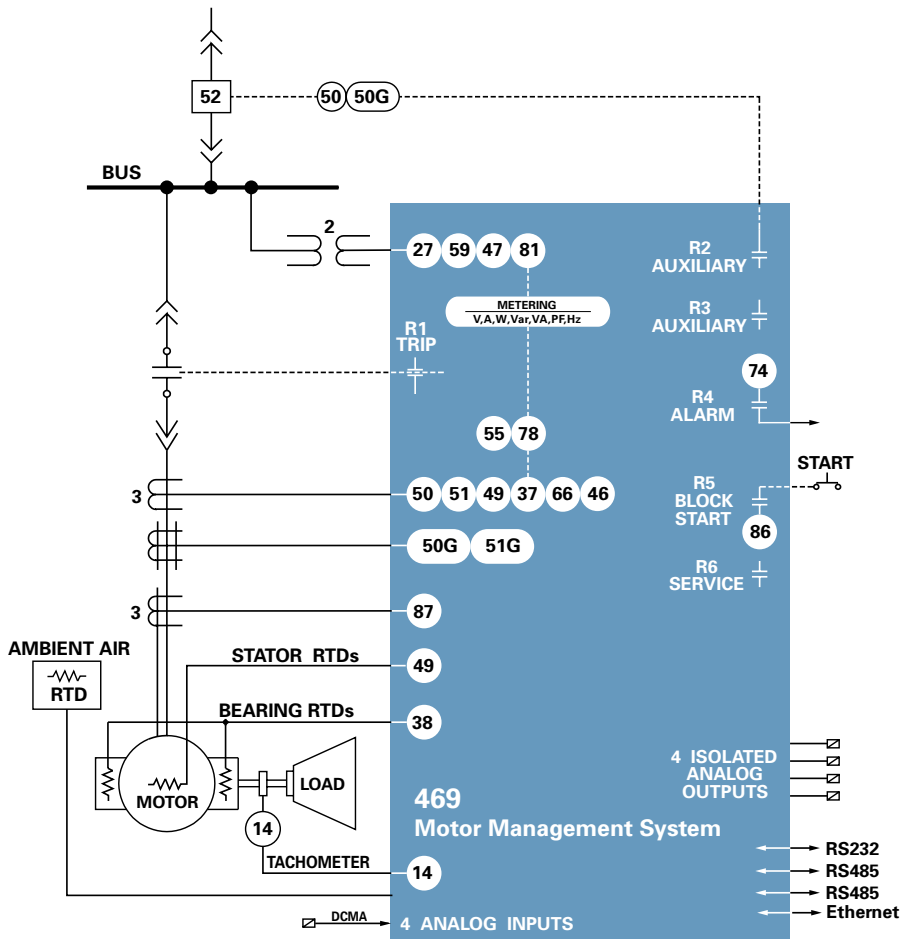 52
50 50G
BUS
2
27 59 47 81
R2
AUXILIARY
METERING
V,A,W,Var,VA,PF,Hz
R3
AUXILIARY
R1
TRIP
74
R4
ALARM
55 78
START
3
50 51 49 37 66 46
R5
BLOCK
START
86
50G 51G
R6
SERVICE
3
87
AMBIENT AIR
RTD
STATOR RTDs
49
BEARING RTDs
38
MOTOR
LOAD
14
TACHOMETER
14
4 ISOLATED
ANALOG
OUTPUTS
469
Motor Management System
RS232
RS485
RS485
Ethernet
DCMA
4 ANALOG INPUTS